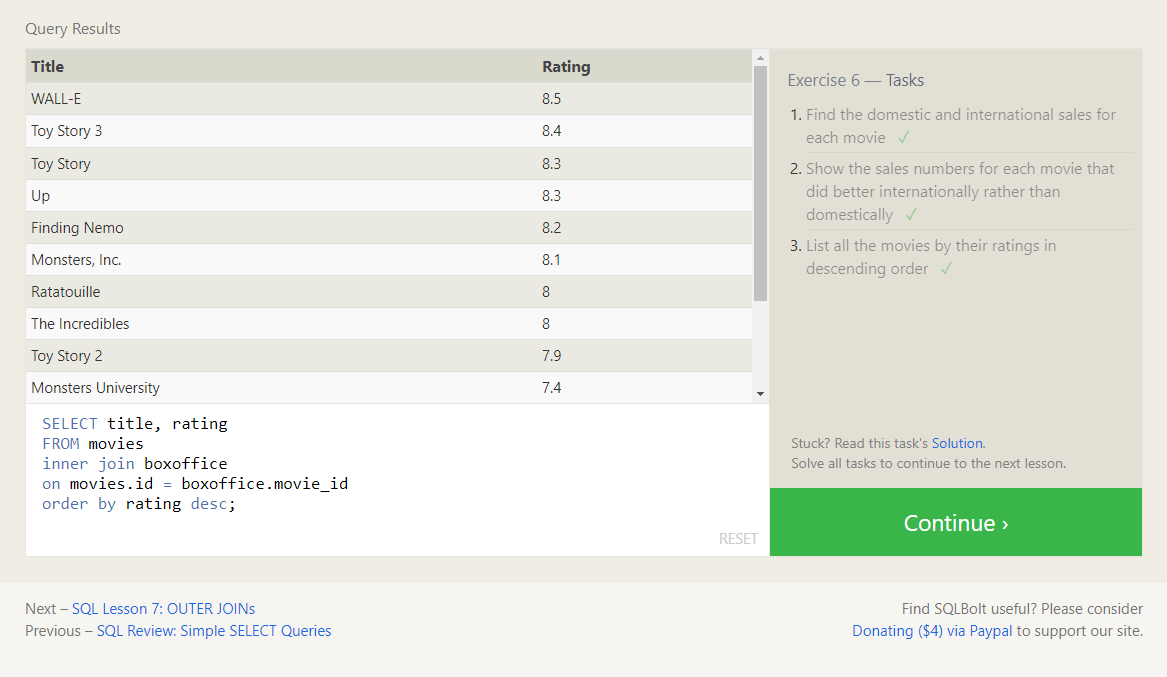 Query Results
Title Rating
WALL-E 8.5
Toy Story 3 8.4
Toy Story 8.3
Up 8.3
Finding Nemo 8.2
Monsters, Inc. 8.1
Ratatouille 8
The Incredibles 8
Toy Story 2 7.9
Monsters University 7.4
SELECT title, rating
FROM movies
inner join boxoffice
on movies.id = boxoffice.movie_id
order by rating desc;
RESET
Exercise 6 — Tasks
1. Find the domestic and international sales for
each movie ✓
2. Show the sales numbers for each movie that
did better internationally rather than
domestically ✓
3. List all the movies by their ratings in
descending order ✓
Stuck? Read this task's Solution.
Solve all tasks to continue to the next lesson.
Continue ›
Next – SQL Lesson 7: OUTER JOINs
Previous – SQL Review: Simple SELECT Queries
Find SQLBolt useful? Please consider
Donating ($4) via Paypal to support our site.